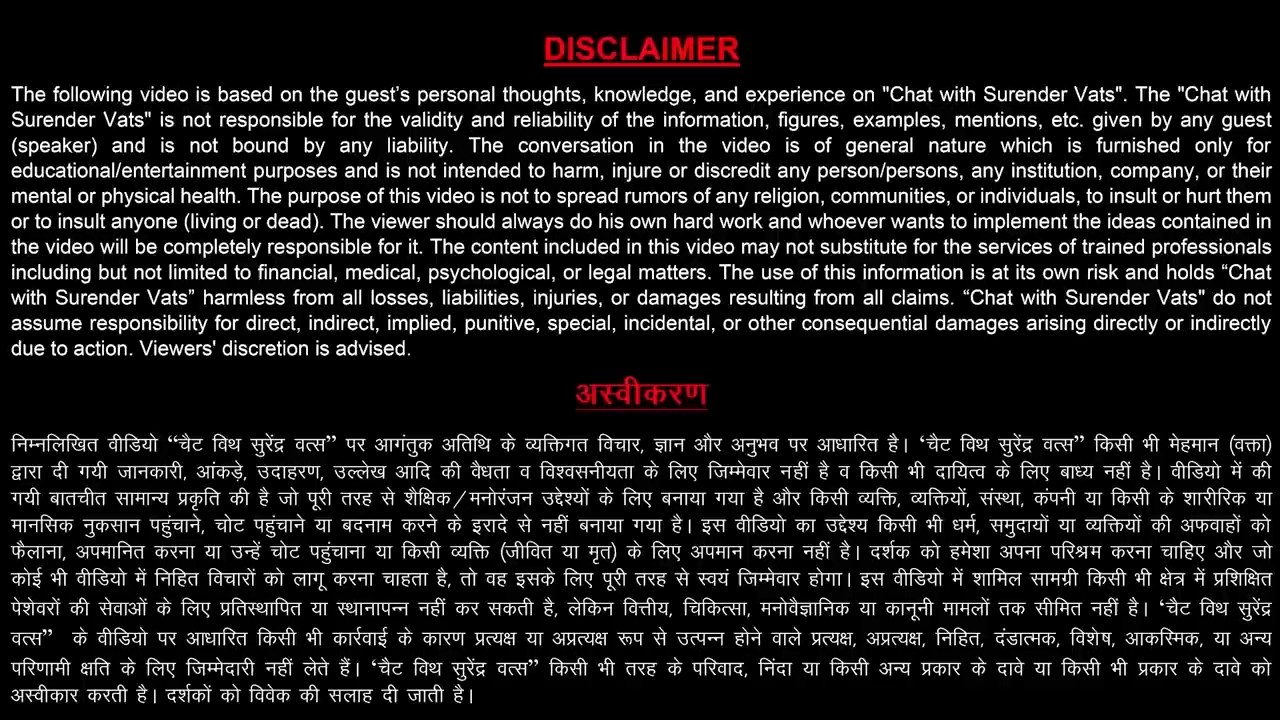 DISCLAIMER
The following video is based on the guest’s personal thoughts, knowledge, and experience on "Chat with Surender Vats". The "Chat with
Surender Vats" is not responsible for the validity and reliability of the information, figures, examples, mentions, etc. given by any guest
(speaker) and is not bound by any liability. The conversation in the video is of general nature which is furnished only for
educational/entertainment purposes and is not intended to harm, injure or discredit any person/persons, any institution, company, or their
mental or physical health. The purpose of this video is not to spread rumors of any religion, communities, or individuals, to insult or hurt them
or to insult anyone (living or dead). The viewer should always do his own hard work and whoever wants to implement the ideas contained in
the video will be completely responsible for it. The content included in this video may not substitute for the services of trained professionals
including but not limited to financial, medical, psychological, or legal matters. The use of this information is at its own risk and holds “Chat
with Surender Vats” harmless from all losses, liabilities, injuries, or damages resulting from all claims. “Chat with Surender Vats" do not
assume responsibility for direct, indirect, implied, punitive, special, incidental, or other consequential damages arising directly or indirectly
due to action. Viewers' discretion is advised.
अस्वीकरण
निम्नलिखित वीडियो “चैट विथ सुरेंद्र वत्स” पर आगंतुक अतिथि के व्यक्तिगत विचार, ज्ञान और अनुभव पर आधारित है। ‘चैट विथ सुरेंद्र वत्स” किसी भी मेहमान (वक्ता)
द्वारा दी गयी जानकारी, आंकड़े, उदाहरण, उल्लेख आदि की वैधता व विश्वसनीयता के लिए जिम्मेवार नहीं है व किसी भी दायित्व के लिए बाध्य नहीं है। वीडियो में की
गयी बातचीत सामान्य प्रकृति की है जो पूरी तरह से शैक्षिक/मनोरंजन उद्देश्यों के लिए बनाया गया है और किसी व्यक्ति, व्यक्तियों, संस्था, कंपनी या किसी के शारीरिक या
मानसिक नुकसान पहुंचाने, चोट पहुंचाने या बदनाम करने के इरादे से नहीं बनाया गया है। इस वीडियो का उद्देश्य किसी भी धर्म, समुदायों या व्यक्तियों की अफवाहों को
फैलाना, अपमानित करना या उन्हें चोट पहुंचाना या किसी व्यक्ति (जीवित या मृत) के लिए अपमान करना नहीं है। दर्शक को हमेशा अपना परिश्रम करना चाहिए और जो
कोई भी वीडियो में निहित विचारों को लागू करना चाहता है, तो वह इसके लिए पूरी तरह से स्वयं जिम्मेवार होगा। इस वीडियो में शामिल सामग्री किसी भी क्षेत्र में प्रशिक्षित
पेशेवरों की सेवाओं के लिए प्रतिस्थापित या स्थानापन्न नहीं कर सकती है, लेकिन वित्तीय, चिकित्सा, मनोवैज्ञानिक या कानूनी मामलों तक सीमित नहीं है। ‘चैट विथ सुरेंद्र
वत्स” के वीडियो पर आधारित किसी भी कार्रवाई के कारण प्रत्यक्ष या अप्रत्यक्ष रूप से उत्पन्न होने वाले प्रत्यक्ष, अप्रत्यक्ष, निहित, दंडात्मक, विशेष, आकस्मिक, या अन्य
परिणामी क्षति के लिए जिम्मेदारी नहीं लेते हैं। ‘चैट विथ सुरेंद्र वत्स” किसी भी तरह के परिवाद, निंदा या किसी अन्य प्रकार के दावे या किसी भी प्रकार के दावे को
अस्वीकार करती है। दर्शकों को विवेक की सलाह दी जाती है।